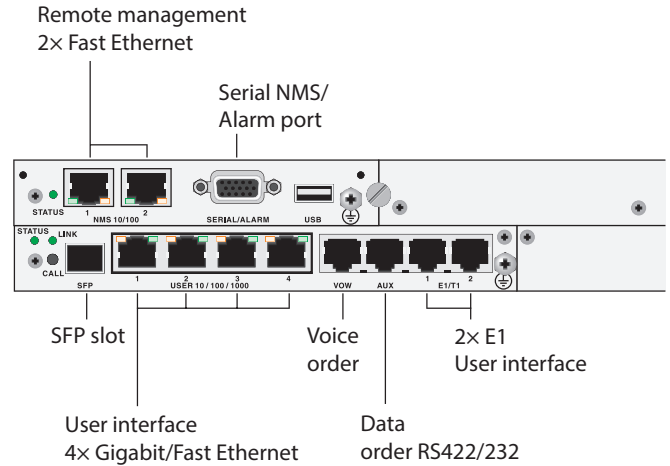 Remote management
2× Fast Ethernet
Serial NMS/
Alarm port
STATUS
1
2
NMS 10/100
SERIAL/ALARM
USB
STATUS
LINK
CALL
SFP
1
2
3
4
USER 10/100/1000
VOW
AUX
1
2
E1/T1
SFP slot
Voice
order
2× E1
User interface
User interface
4× Gigabit/Fast Ethernet
Data
order RS422/232